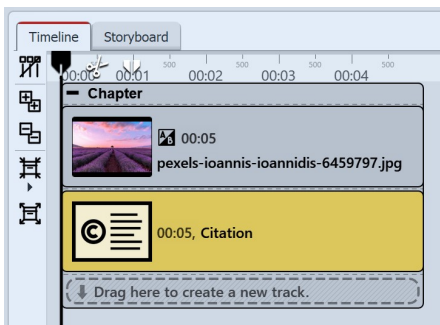 Timeline Storyboard
500 500 500 500
00:00 00:01 00:02 00:03 00:04
Chapter
AB 00:05
pexels-ioannis-ioannidis-6459797.jpg
© 00:05, Citation
Drag here to create a new track.